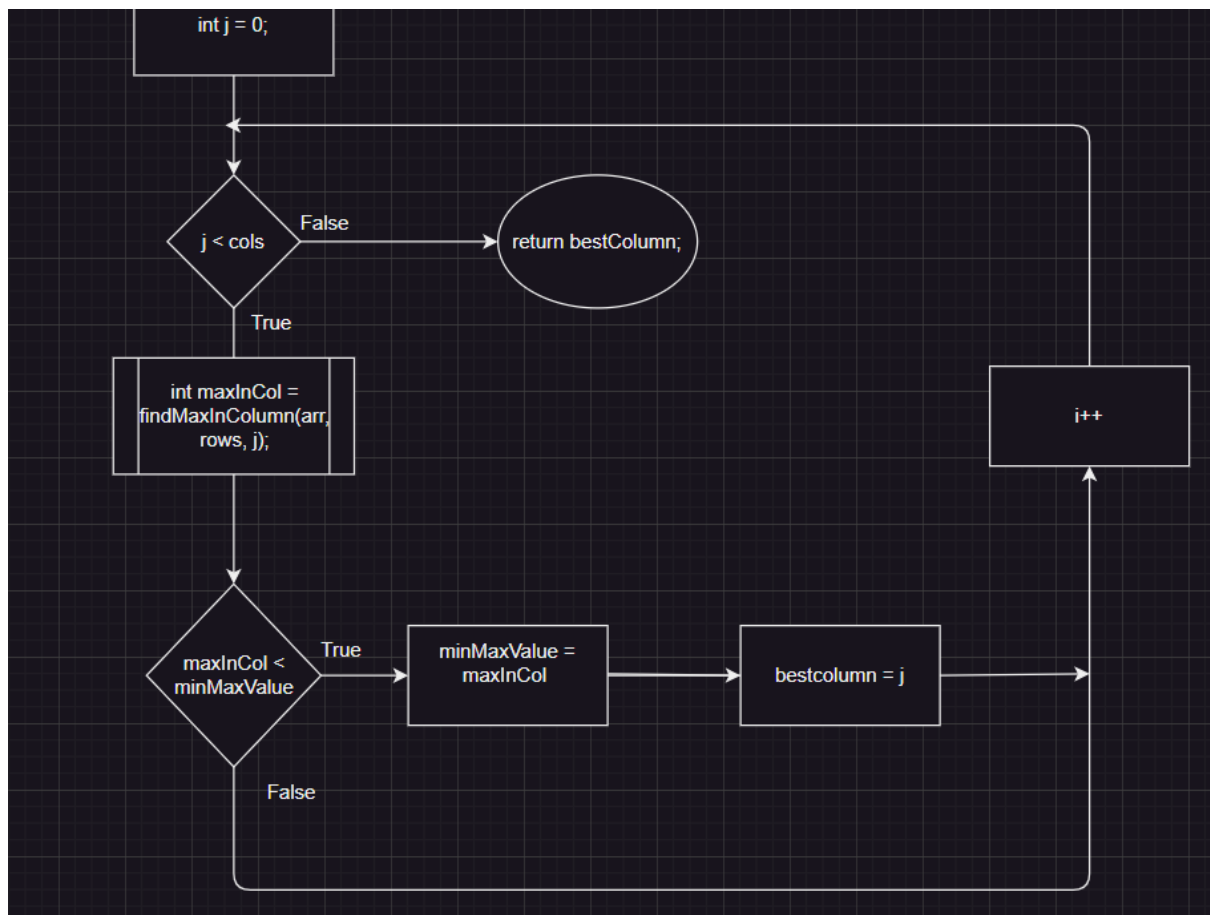 int j = 0;
j < cols
False
return bestColumn;
True
int maxInCol =
findMaxInColumn(arr,
rows, j);
i++
maxInCol <
minMaxValue
True
minMaxValue =
maxInCol
bestcolumn = j
False